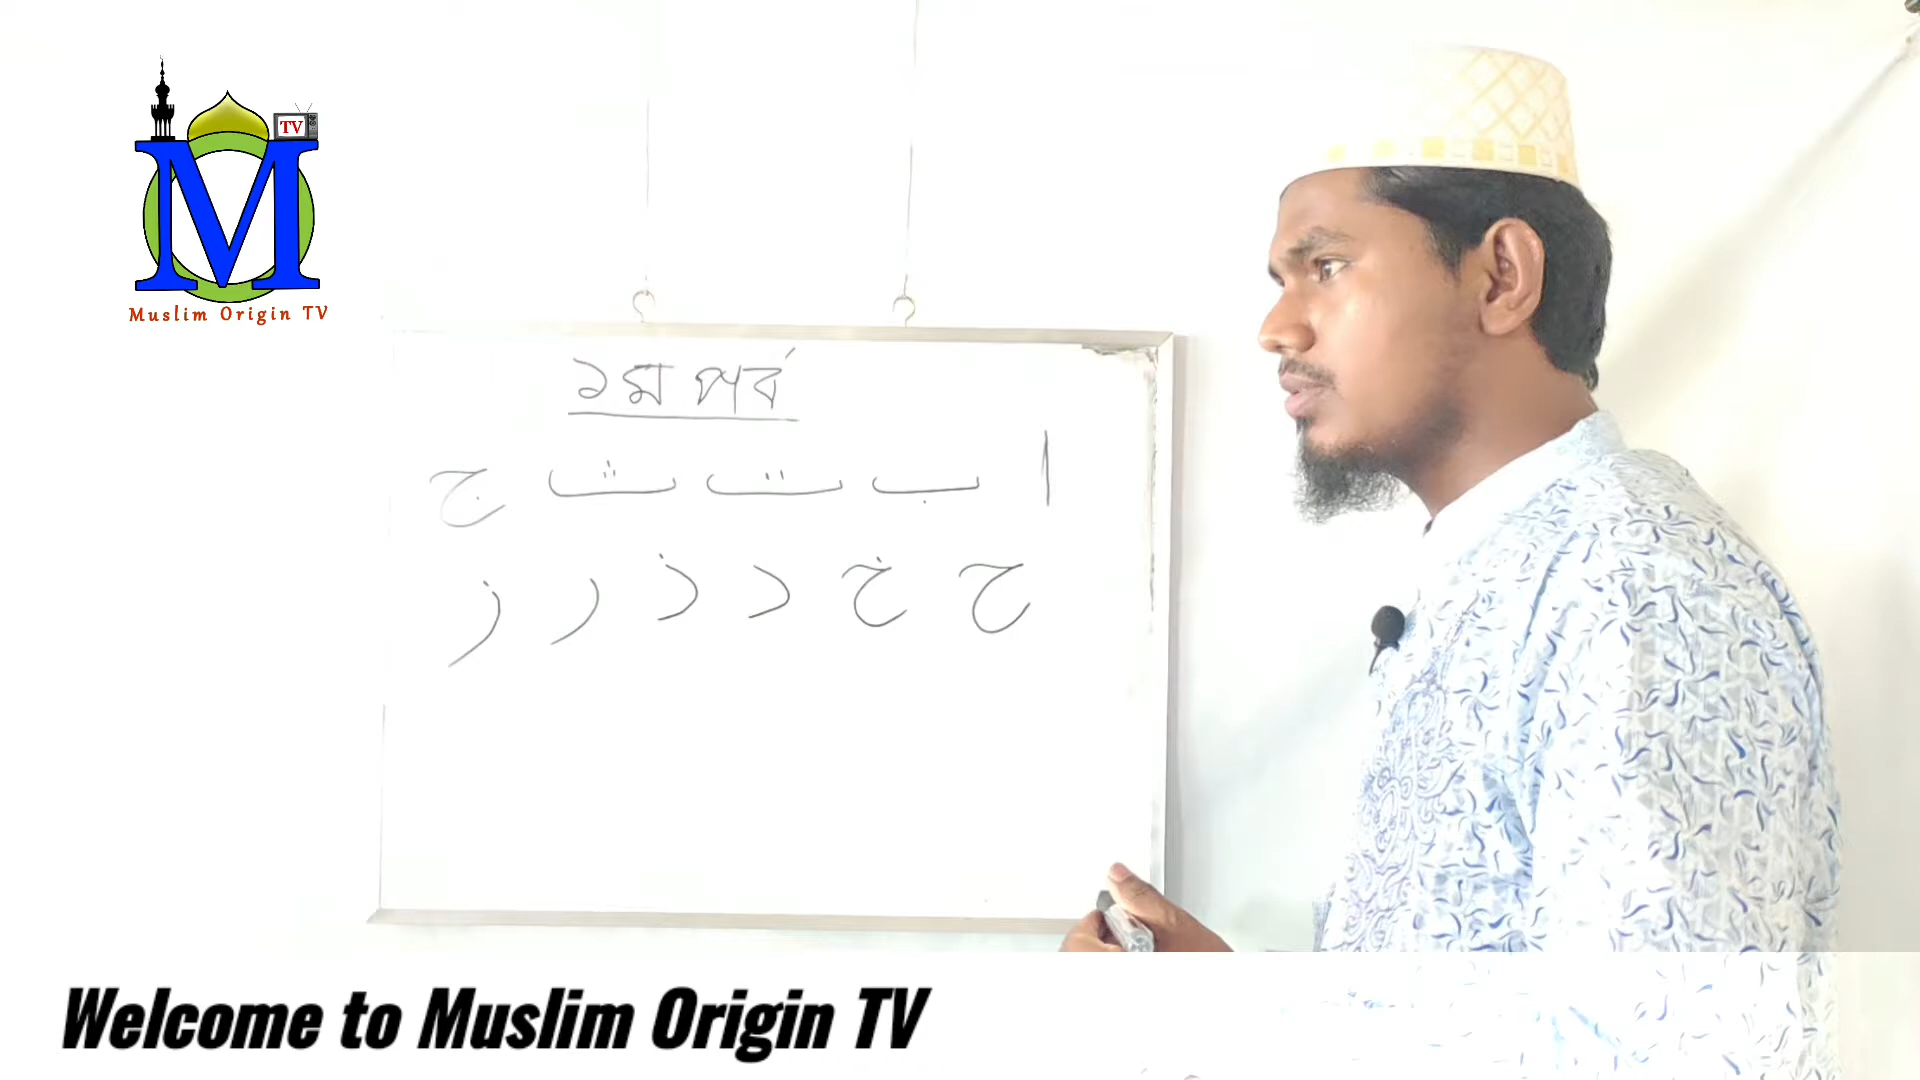 TV
M
Muslim Origin TV
১ম পর্ব
ا ب ت ث ج
ح خ د ذ ر ز
Welcome to Muslim Origin TV